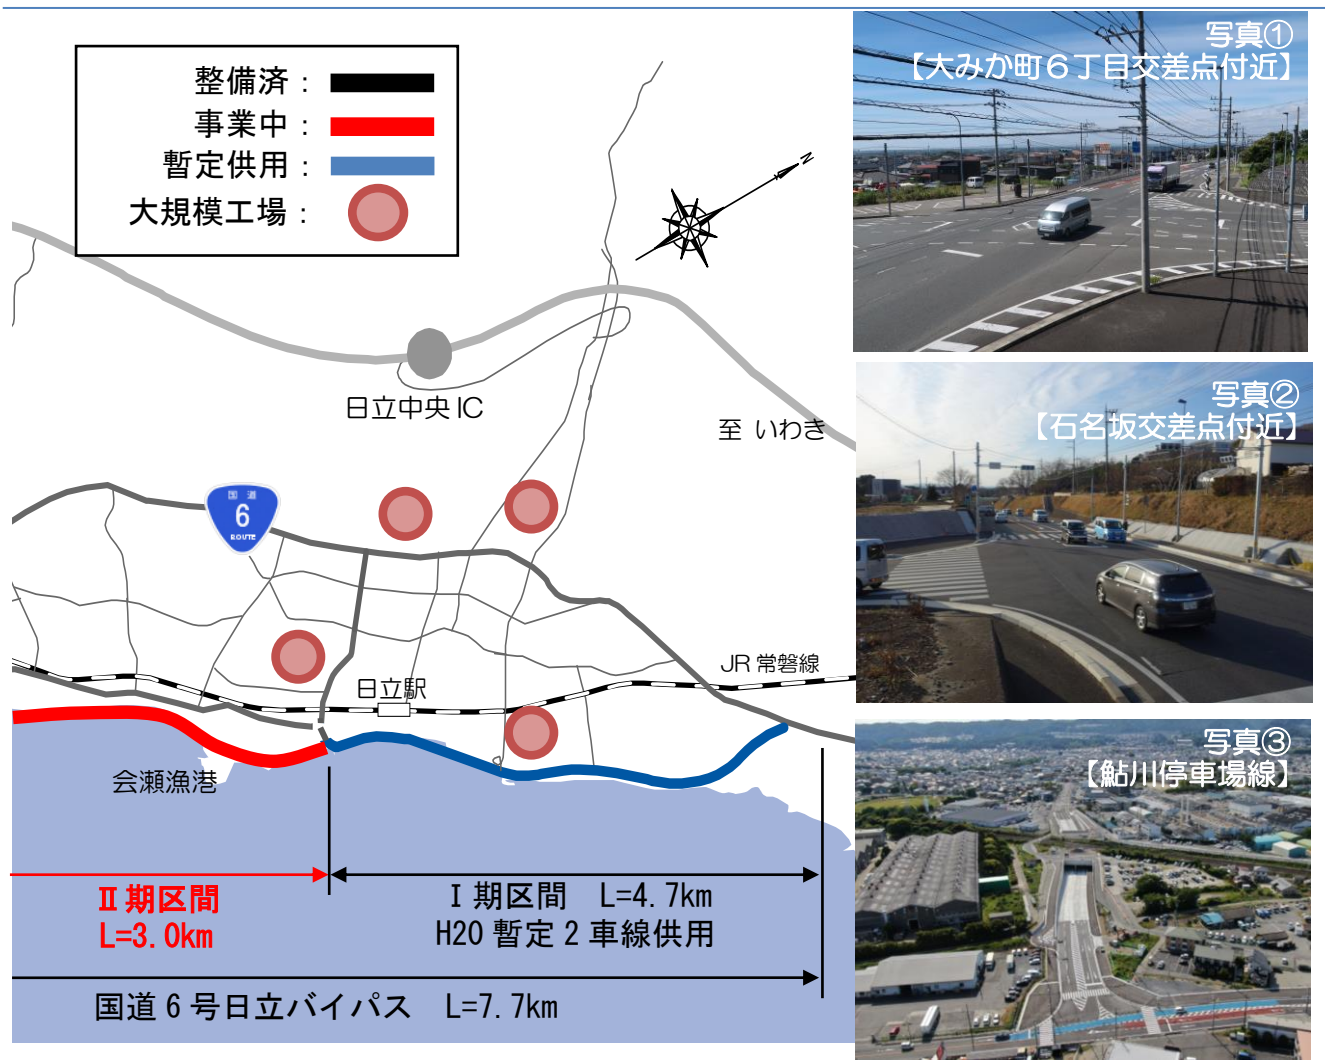 整備済：
事業中：
暫定供用：
大規模工場：
N
日立中央 IC
至 いわき
国道
6
ROUTE
JR 常磐線
日立駅
会瀬漁港
Ⅱ期区間
L=3.0km
Ⅰ期区間 L=4.7km
H20 暫定 2 車線供用
国道 6 号日立バイパス L=7.7km
写真①
【大みか町６丁目交差点付近】
写真②
【石名坂交差点付近】
写真③
【鮎川停車場線】